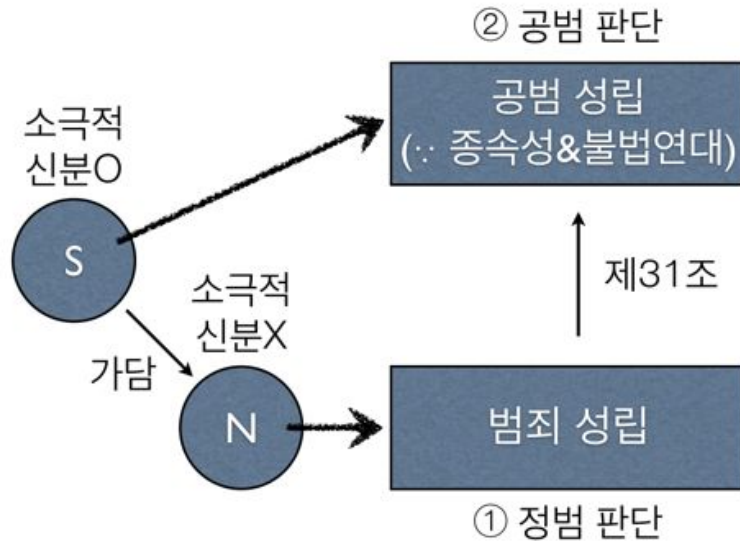 ② 공범 판단
공범 성립
(∵ 종속성&불법연대)
소극적
신분O
S
제31조
소극적
신분X
가담
N
범죄 성립
① 정범 판단